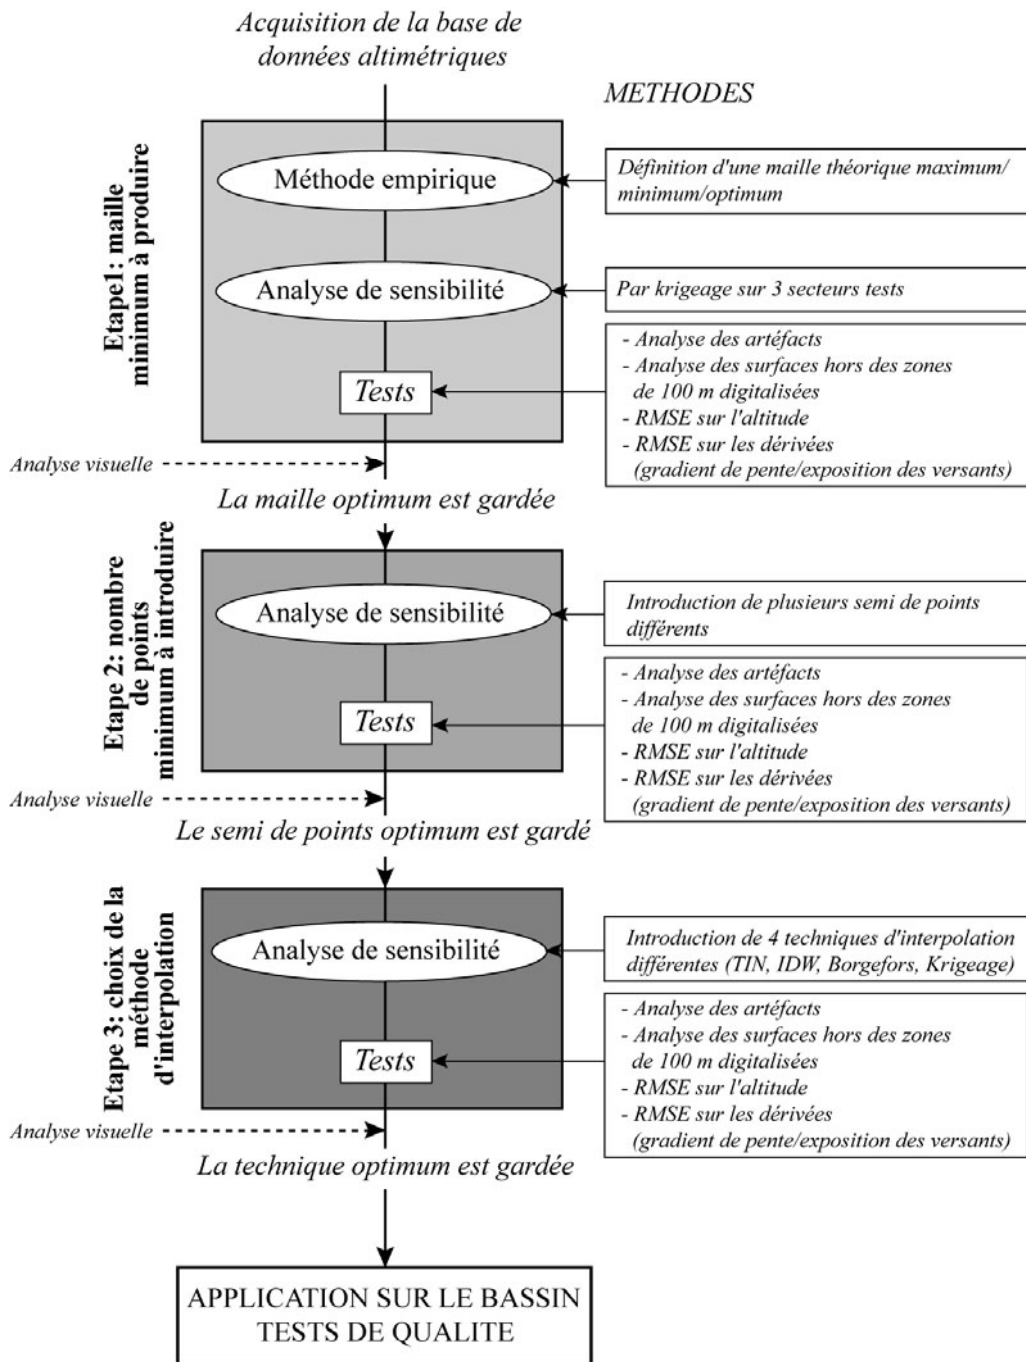 Acquisition de la base de
données altimétriques
METHODES
Etape1: maille
minimum à produire
Méthode empirique
Définition d'une maille théorique maximum/
minimum/optimum
Analyse de sensibilité
Par krigeage sur 3 secteurs tests
Tests
- Analyse des artéfacts
- Analyse des surfaces hors des zones
de 100 m digitalisées
- RMSE sur l'altitude
- RMSE sur les dérivées
(gradient de pente/exposition des versants)
Analyse visuelle
La maille optimum est gardée
Etape 2: nombre
de points
minimum à introduire
Analyse de sensibilité
Introduction de plusieurs semi de points
différents
Tests
- Analyse des artéfacts
- Analyse des surfaces hors des zones
de 100 m digitalisées
- RMSE sur l'altitude
- RMSE sur les dérivées
(gradient de pente/exposition des versants)
Analyse visuelle
Le semi de points optimum est gardé
Etape 3: choix de la
méthode
d'interpolation
Analyse de sensibilité
Introduction de 4 techniques d'interpolation
différentes (TIN, IDW, Borgefors, Krigeage)
Tests
- Analyse des artéfacts
- Analyse des surfaces hors des zones
de 100 m digitalisées
- RMSE sur l'altitude
- RMSE sur les dérivées
(gradient de pente/exposition des versants)
Analyse visuelle
La technique optimum est gardée
APPLICATION SUR LE BASSIN
TESTS DE QUALITE